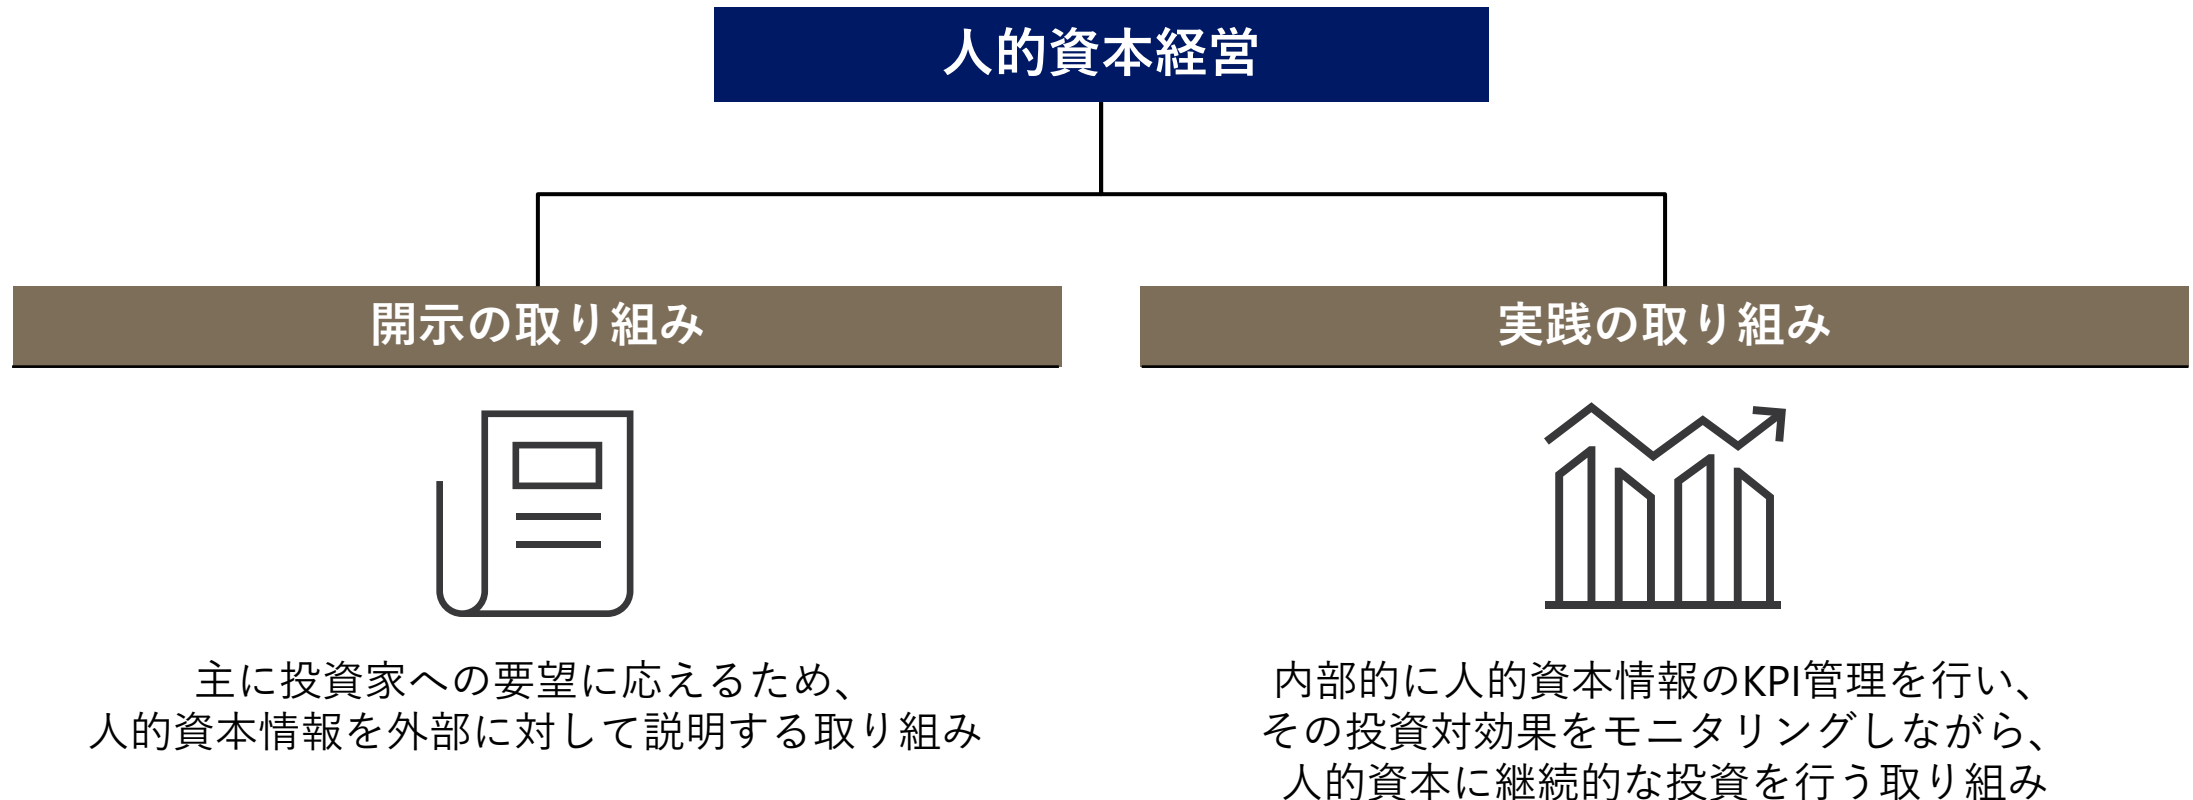 人的資本経営
開示の取り組み
実践の取り組み
主に投資家への要望に応えるため、
人的資本情報を外部に対して説明する取り組み
内部的に人的資本情報のKPI管理を行い、
その投資対効果をモニタリングしながら、
人的資本に継続的な投資を行う取り組み